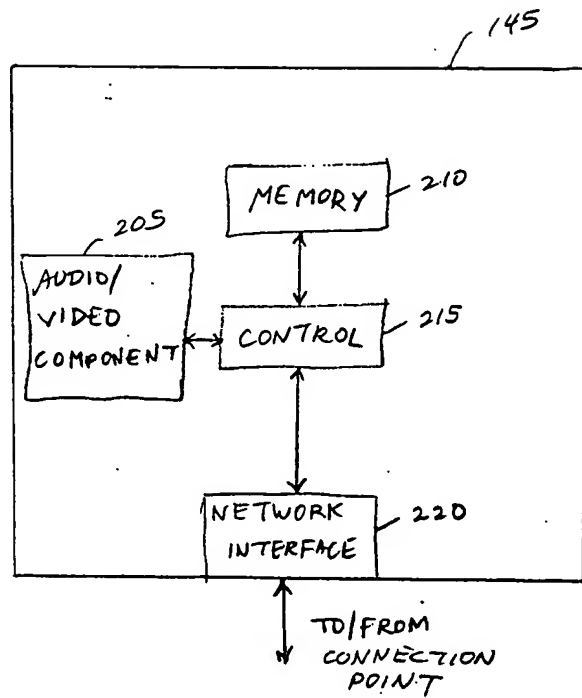 145
MEMORY
210
205
AUDIO/
VIDEO
COMPONENT
CONTROL
215
NETWORK
INTERFACE
220
TO/FROM
CONNECTION
POINT